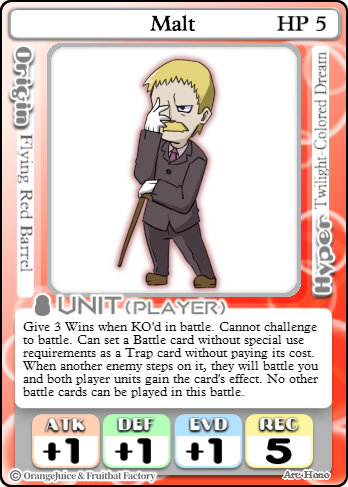 Malt
HP 5
Origin Flying Red Barrel
Hyper Twilight-Colored Dream
UNIT (PLAYER)
Give 3 Wins when KO'd in battle. Cannot challenge
to battle. Can set a Battle card without special use
requirements as a Trap card without paying its cost.
When another enemy steps on it, they will battle you
and both player units gain the card's effect. No other
battle cards can be played in this battle.
ATK DEF EVD REC
+1 +1 +1 5
© OrangeJuice & Fruitbat Factory
Art: Hono